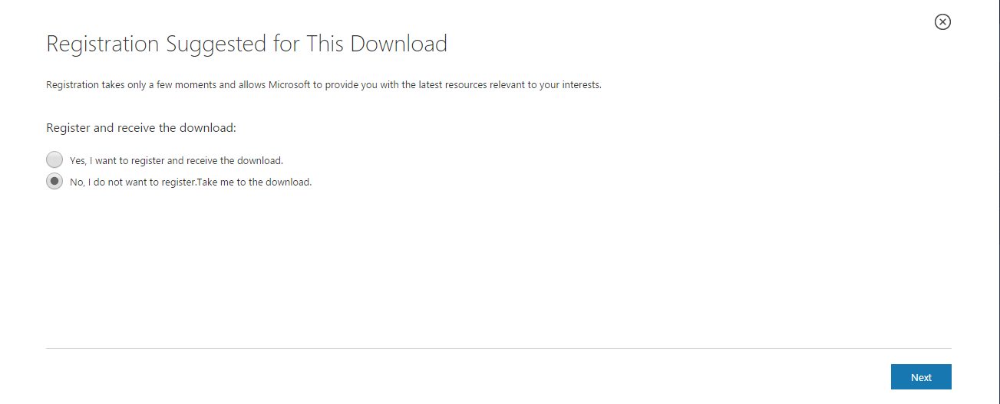 Registration Suggested for This Download
Registration takes only a few moments and allows Microsoft to provide you with the latest resources relevant to your interests.
Register and receive the download:
Yes, I want to register and receive the download.
No, I do not want to register.Take me to the download.
Next